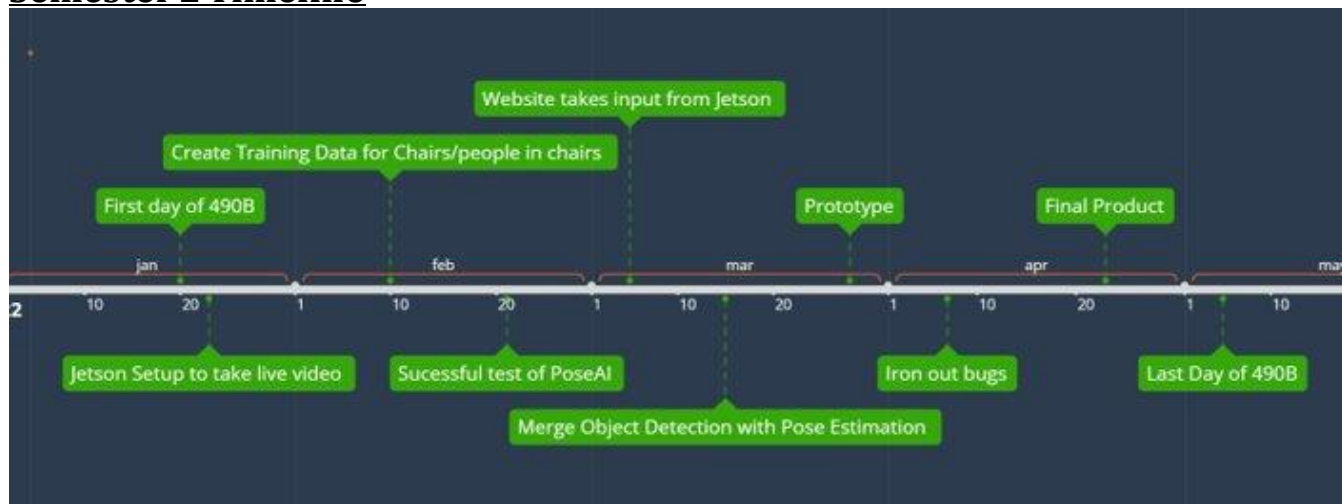 Semester 2 Timeline
Website takes input from Jetson
Create Training Data for Chairs/people in chairs
First day of 490B
Prototype
Final Product
jan
feb
mar
apr
may
10
20
1
10
20
1
10
20
1
10
20
1
10
Jetson Setup to take live video
Sucessful test of PoseAI
Iron out bugs
Last Day of 490B
Merge Object Detection with Pose Estimation